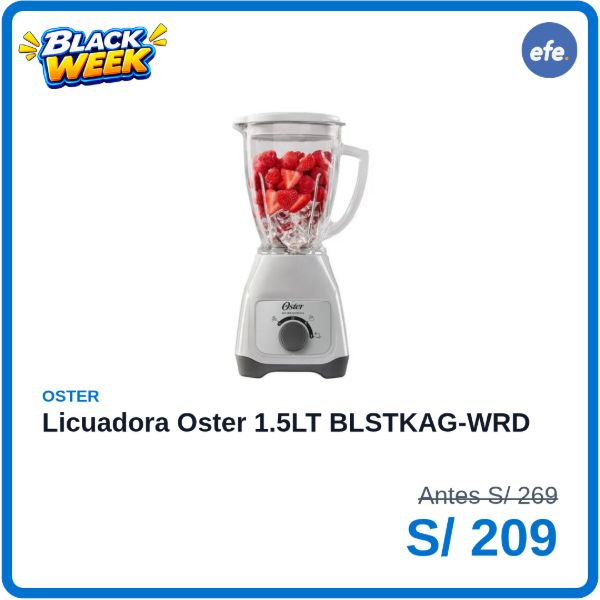 BLACK
WEEK
efe.
Oster
OSTER
Licuadora Oster 1.5LT BLSTKAG-WRD
Antes S/ 269
S/ 209